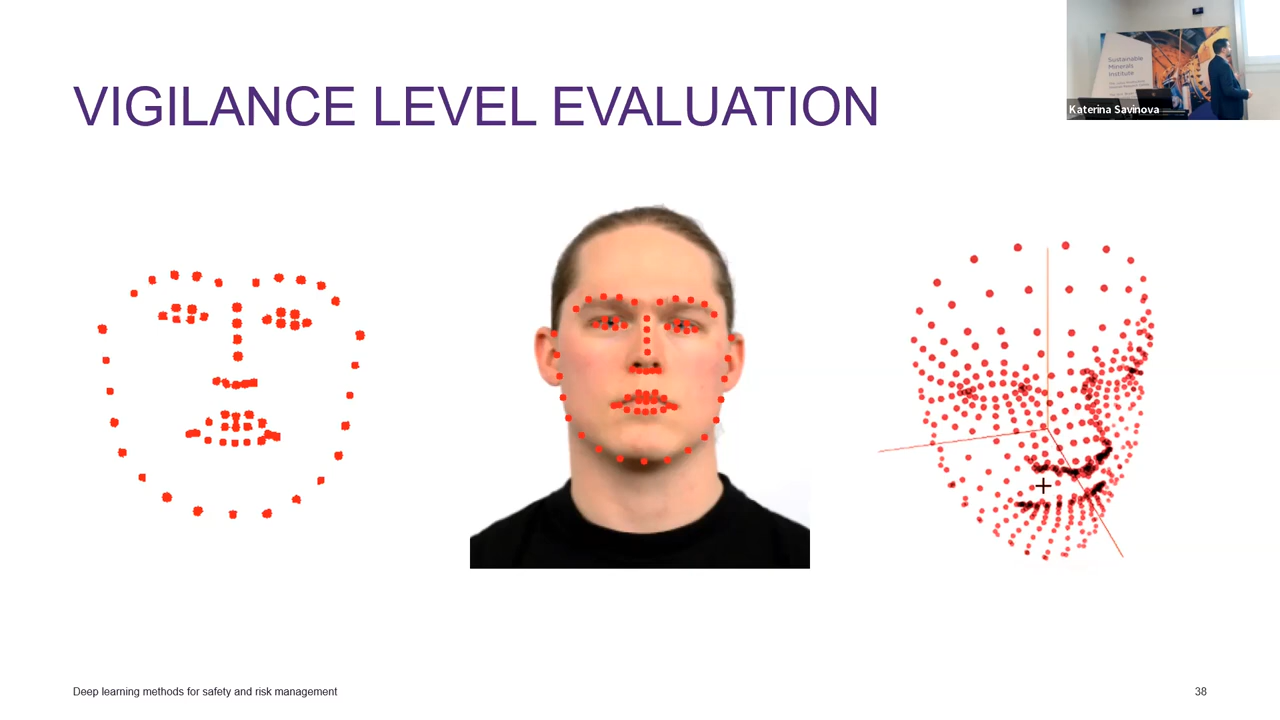 VIGILANCE LEVEL EVALUATION
Sustainable
Minerals
Institute
Katerina Savinova
Deep learning methods for safety and risk management
38